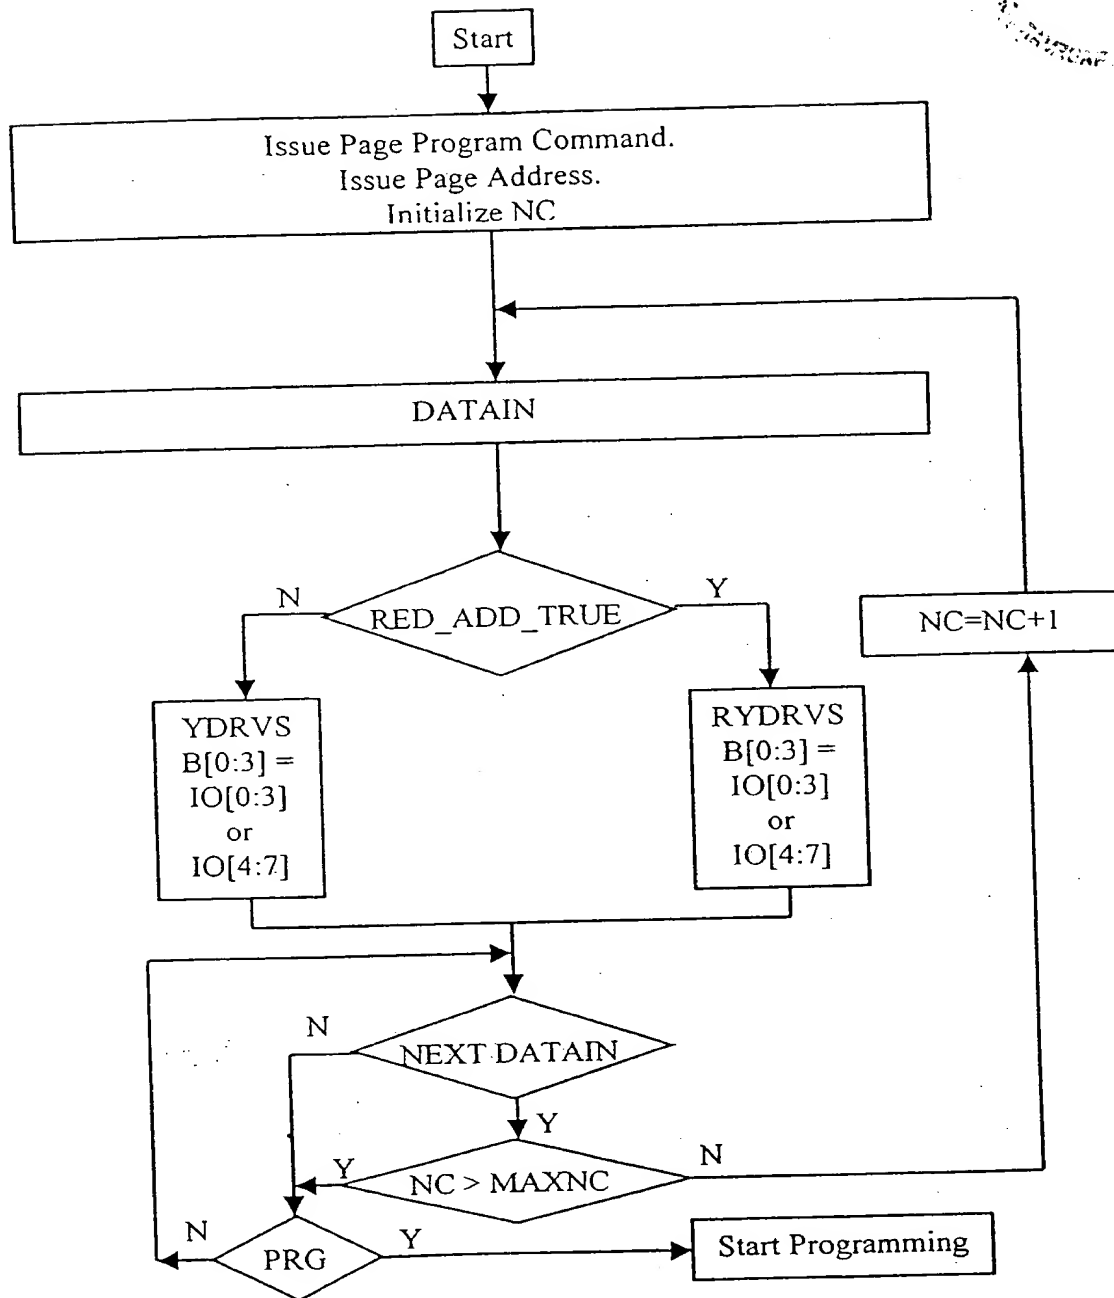 Start
Issue Page Program Command.
Issue Page Address.
Initialize NC
DATAIN
N
RED_ADD_TRUE
Y
NC=NC+1
YDRVS
B[0:3] =
IO[0:3]
or
IO[4:7]
RYDRVS
B[0:3] =
IO[0:3]
or
IO[4:7]
N
NEXT DATAIN
Y
Y
NC > MAXNC
N
N
PRG
Y
Start Programming